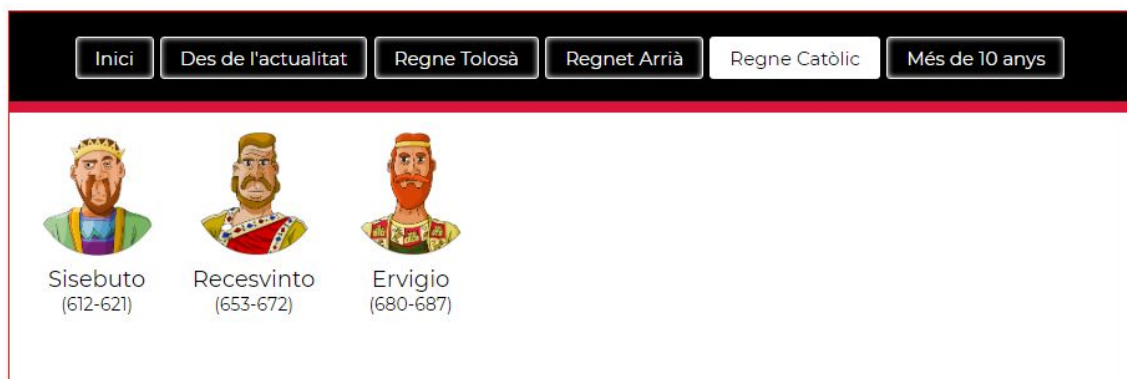 Inici Des de l'actualitat Regne Tolosà Regnet Arrià Regne Catòlic Més de 10 anys
Sisebuto Recesvinto Ervigio
(612-621) (653-672) (680-687)